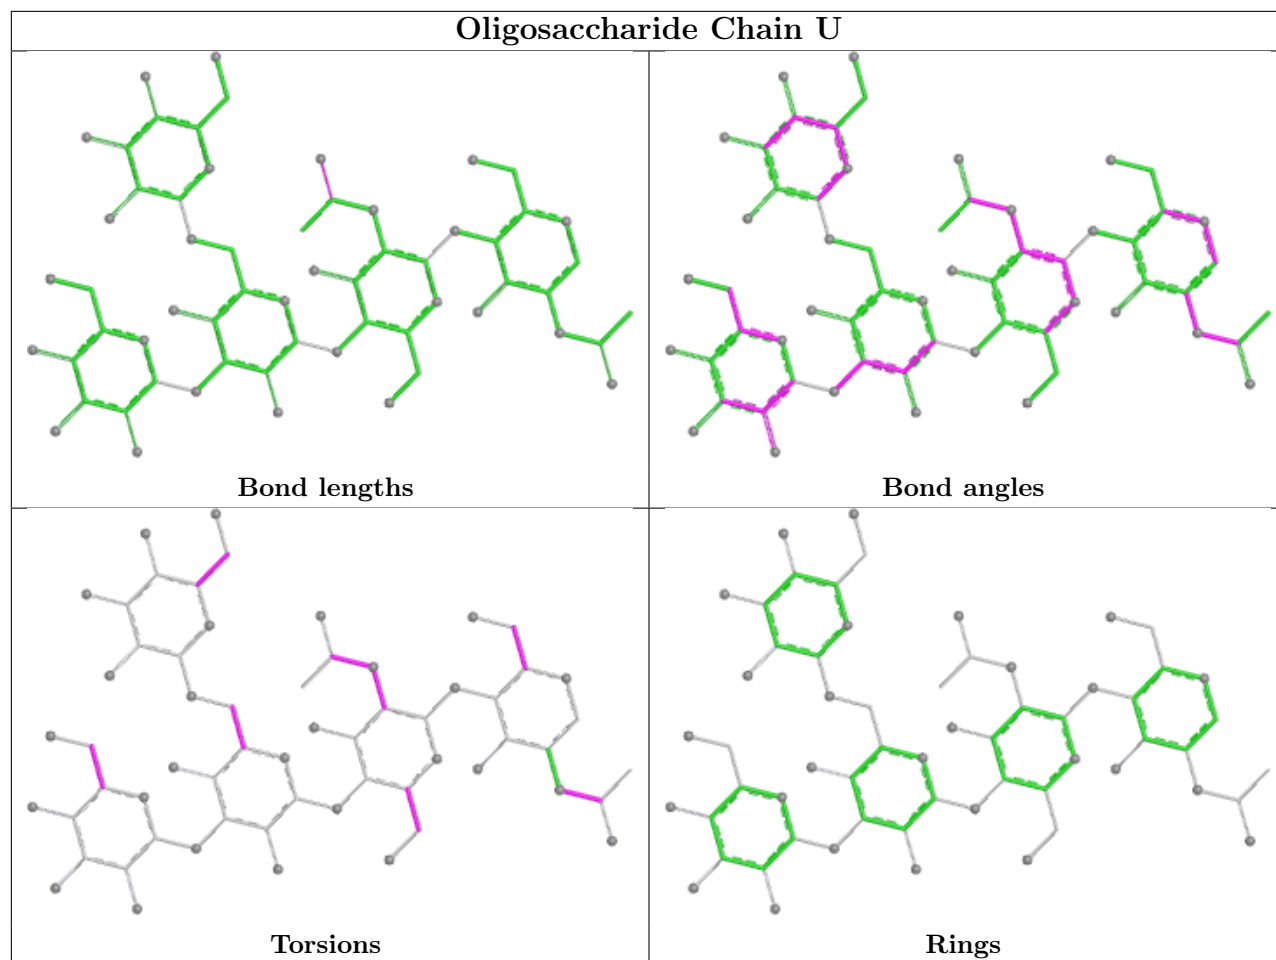 Oligosaccharide Chain U
Bond lengths
Bond angles
Torsions
Rings